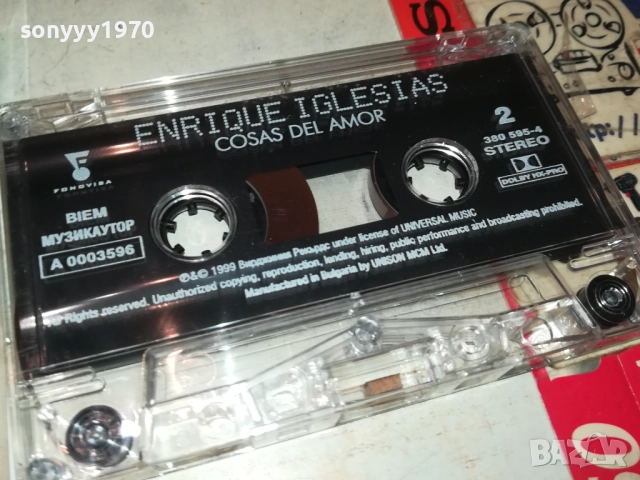 sonyyy1970
ENRIQUE IGLESIAS
COSAS DEL AMOR
2
380 595-4
STEREO
DOLBY HX-PRO
FONOVISA
BIEM
МУЗИКАУТОР
A 0003596
℗&© 1999 Вирджиния Рекърдс under license of UNIVERSAL MUSIC
All Rights reserved. Unauthorized copying, reproduction, lending, hiring, public performance and broadcasting prohibited.
Manufactured in Bulgaria by UNISON MCM Ltd.
BAZAR